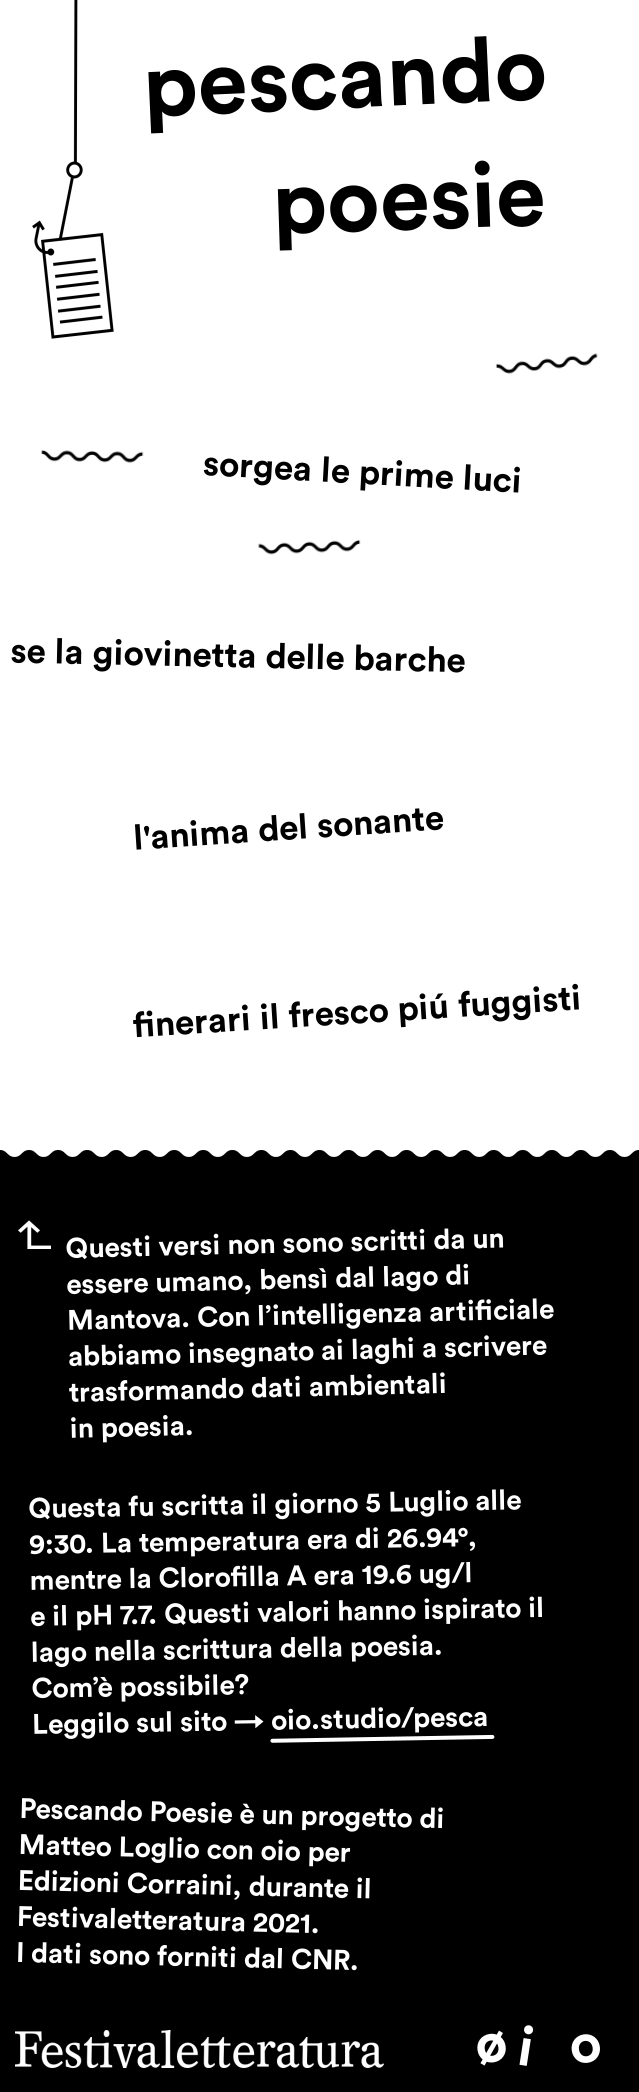 pescando
poesie
sorgea le prime luci
se la giovinetta delle barche
l'anima del sonante
finerari il fresco piú fuggisti
Questi versi non sono scritti da un
essere umano, bensì dal lago di
Mantova. Con l’intelligenza artificiale
abbiamo insegnato ai laghi a scrivere
trasformando dati ambientali
in poesia.
Questa fu scritta il giorno 5 Luglio alle
9:30. La temperatura era di 26.94°,
mentre la Clorofilla A era 19.6 ug/l
e il pH 7.7. Questi valori hanno ispirato il
lago nella scrittura della poesia.
Com’è possibile?
Leggilo sul sito → oio.studio/pesca
Pescando Poesie è un progetto di
Matteo Loglio con oio per
Edizioni Corraini, durante il
Festivaletteratura 2021.
I dati sono forniti dal CNR.
Festivaletteratura øi o